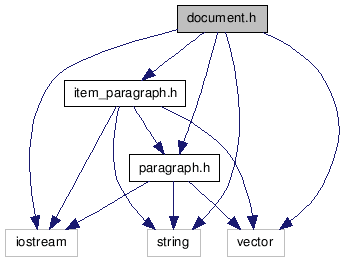 document.h
item_paragraph.h
paragraph.h
iostream
string
vector